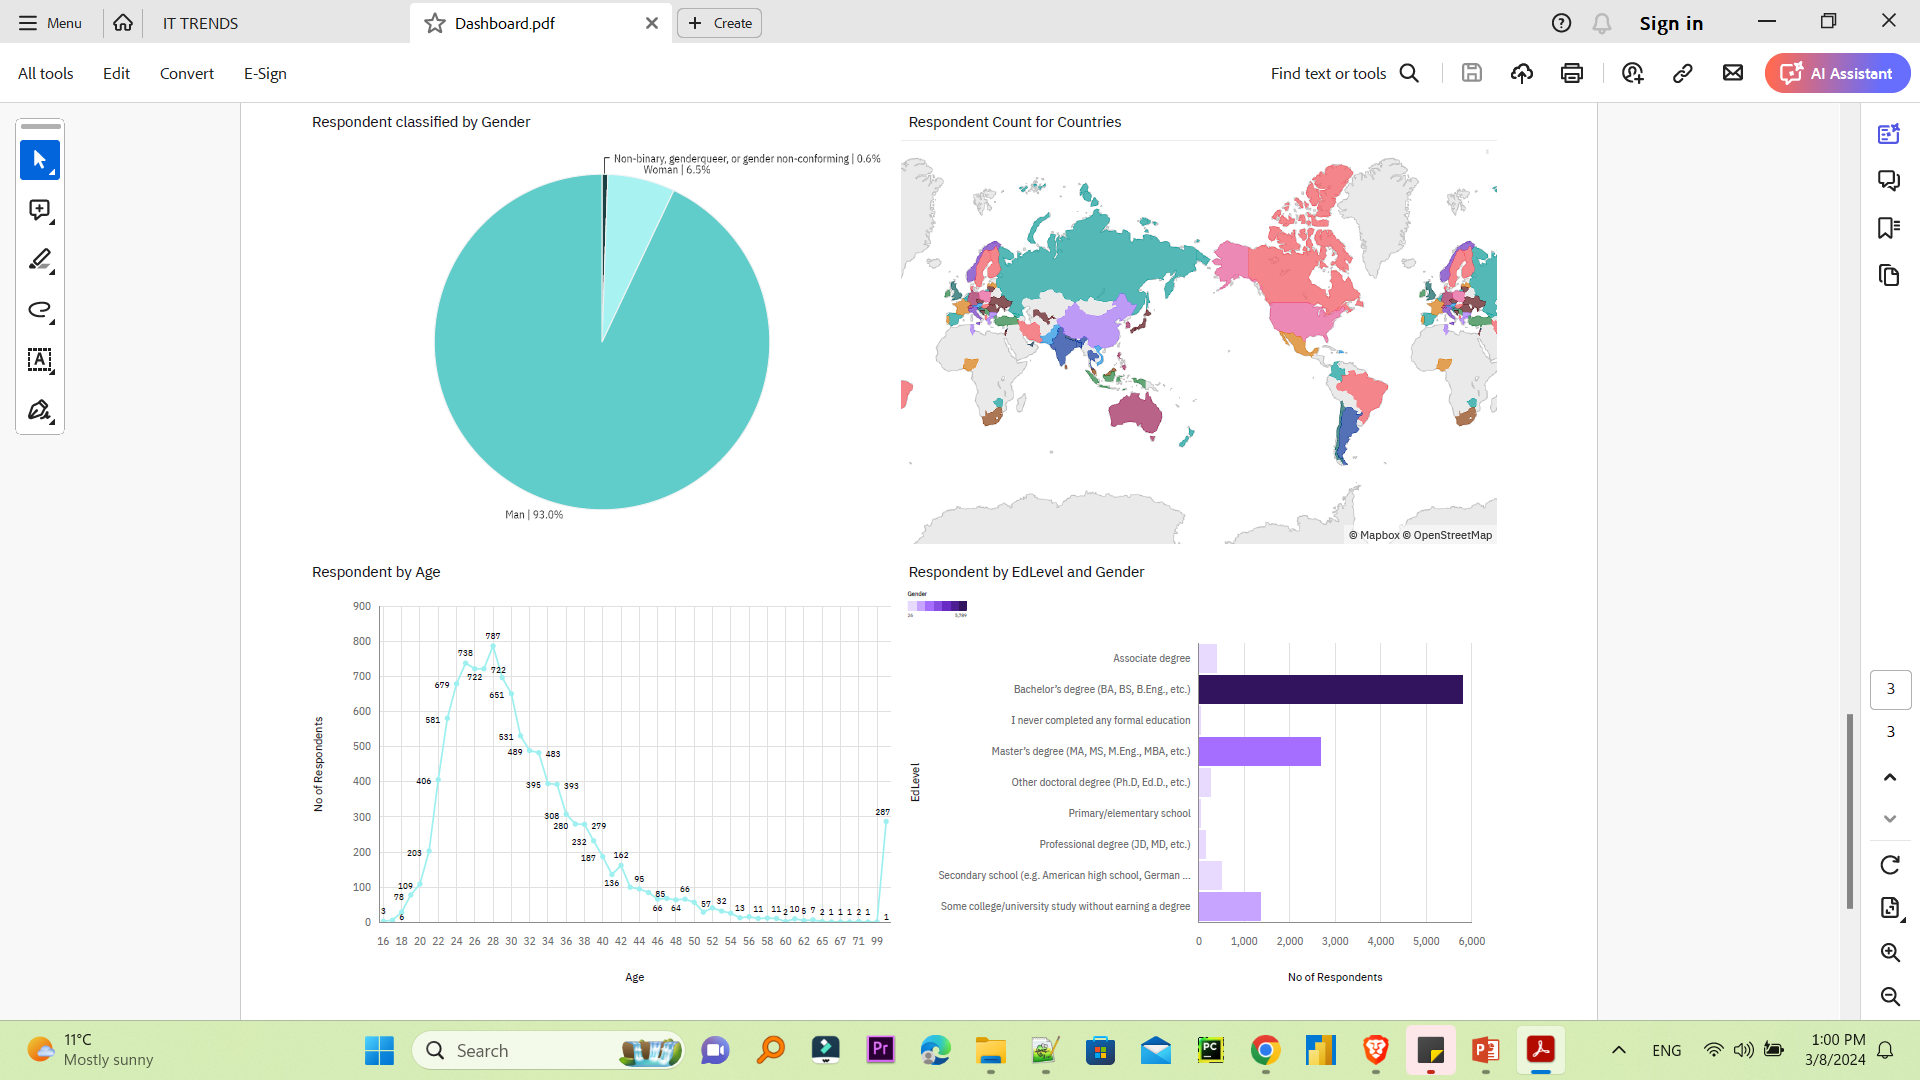 Menu
IT TRENDS
Dashboard.pdf
Create
Sign in
All tools
Edit
Convert
E-Sign
Find text or tools
AI Assistant
Respondent classified by Gender
Non-binary, genderqueer, or gender non-conforming | 0.6%
Woman | 6.5%
Man | 93.0%
Respondent Count for Countries
© Mapbox © OpenStreetMap
Respondent by Age
No of Respondents
900
800
700
600
500
400
300
200
100
0
3
6
78
109
203
406
581
679
738
722
787
722
651
531
489
483
395
393
308
280
279
232
187
136
162
95
85
66
64
66
57
32
13
11
11
2
10
5
7
2
1
1
1
2
1
287
1
16 18 20 22 24 26 28 30 32 34 36 38 40 42 44 46 48 50 52 54 56 58 60 62 65 67 71 99
Age
Respondent by EdLevel and Gender
Gender
EdLevel
Associate degree
Bachelor’s degree (BA, BS, B.Eng., etc.)
I never completed any formal education
Master’s degree (MA, MS, M.Eng., MBA, etc.)
Other doctoral degree (Ph.D, Ed.D., etc.)
Primary/elementary school
Professional degree (JD, MD, etc.)
Secondary school (e.g. American high school, German ...
Some college/university study without earning a degree
0 1,000 2,000 3,000 4,000 5,000 6,000
No of Respondents
3
3
11°C
Mostly sunny
Search
Pr
PC
ENG
1:00 PM
3/8/2024